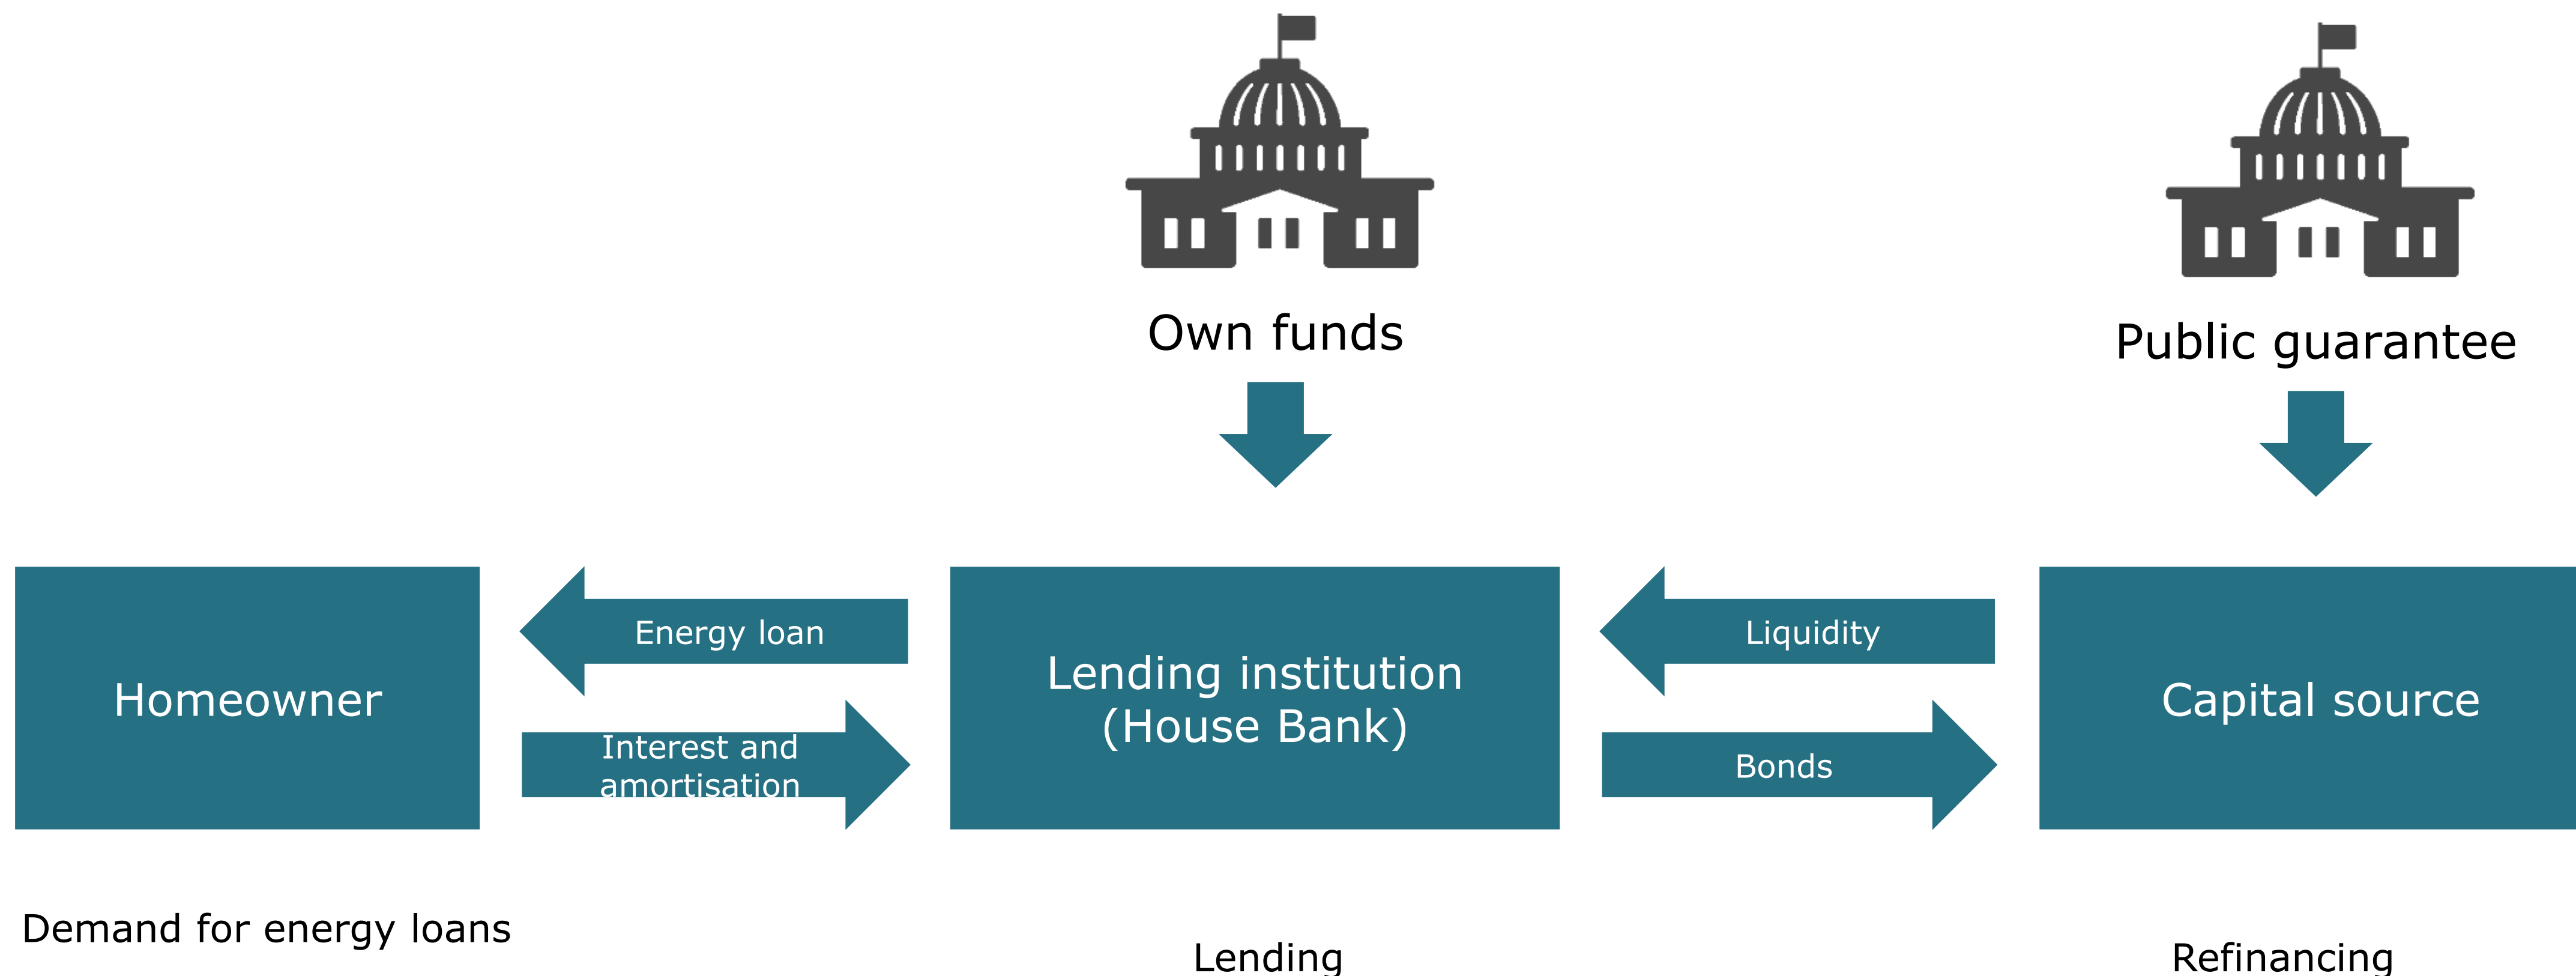 Own funds
Public guarantee
Homeowner
Energy loan
Interest and
amortisation
Lending institution
(House Bank)
Liquidity
Bonds
Capital source
Demand for energy loans
Lending
Refinancing